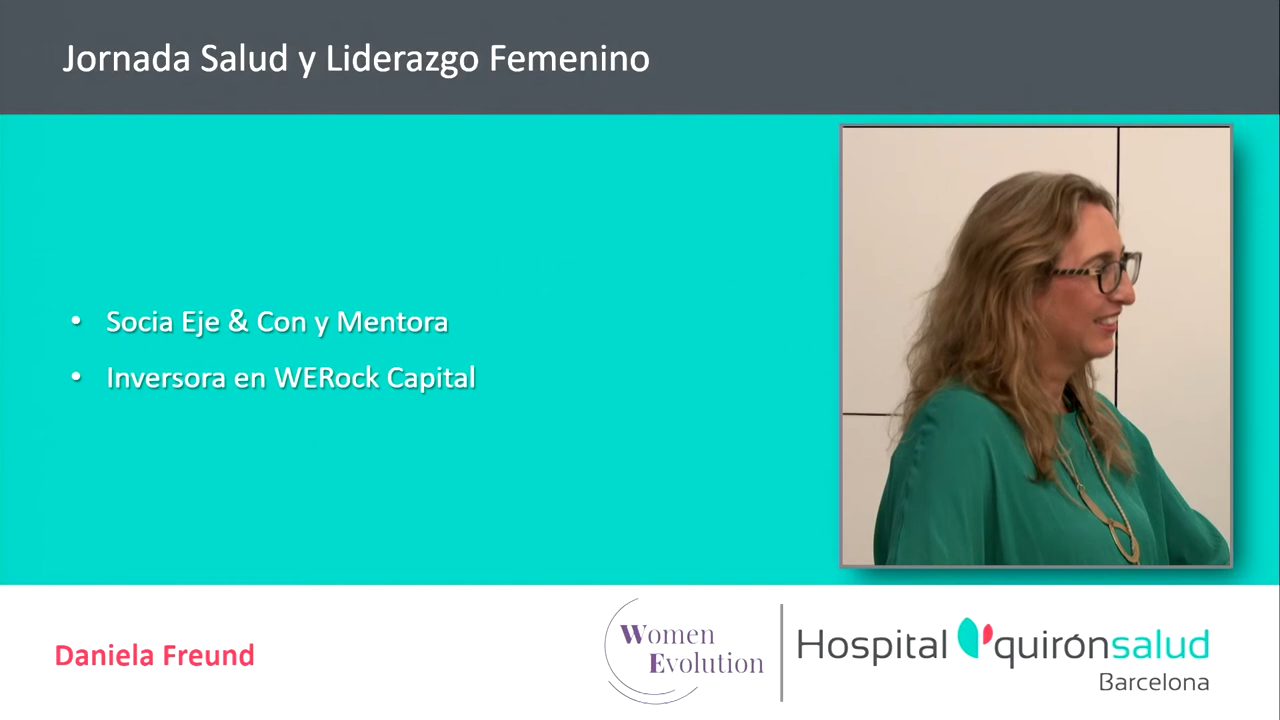 Jornada Salud y Liderazgo Femenino
• Socia Eje & Con y Mentora
• Inversora en WERock Capital
Daniela Freund
Women
Evolution
Hospital quirónsalud
Barcelona